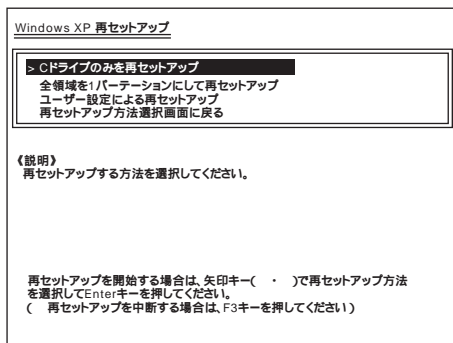 Windows XP 再セットアップ
> Cドライブのみを再セットアップ
全領域を1パーテーションにして再セットアップ
ユーザー設定による再セットアップ
再セットアップ方法選択画面に戻る
《説明》
再セットアップする方法を選択してください。
再セットアップを開始する場合は、矢印キー(　・　)で再セットアップ方法
を選択してEnterキーを押してください。
(　再セットアップを中断する場合は、F3キーを押してください)